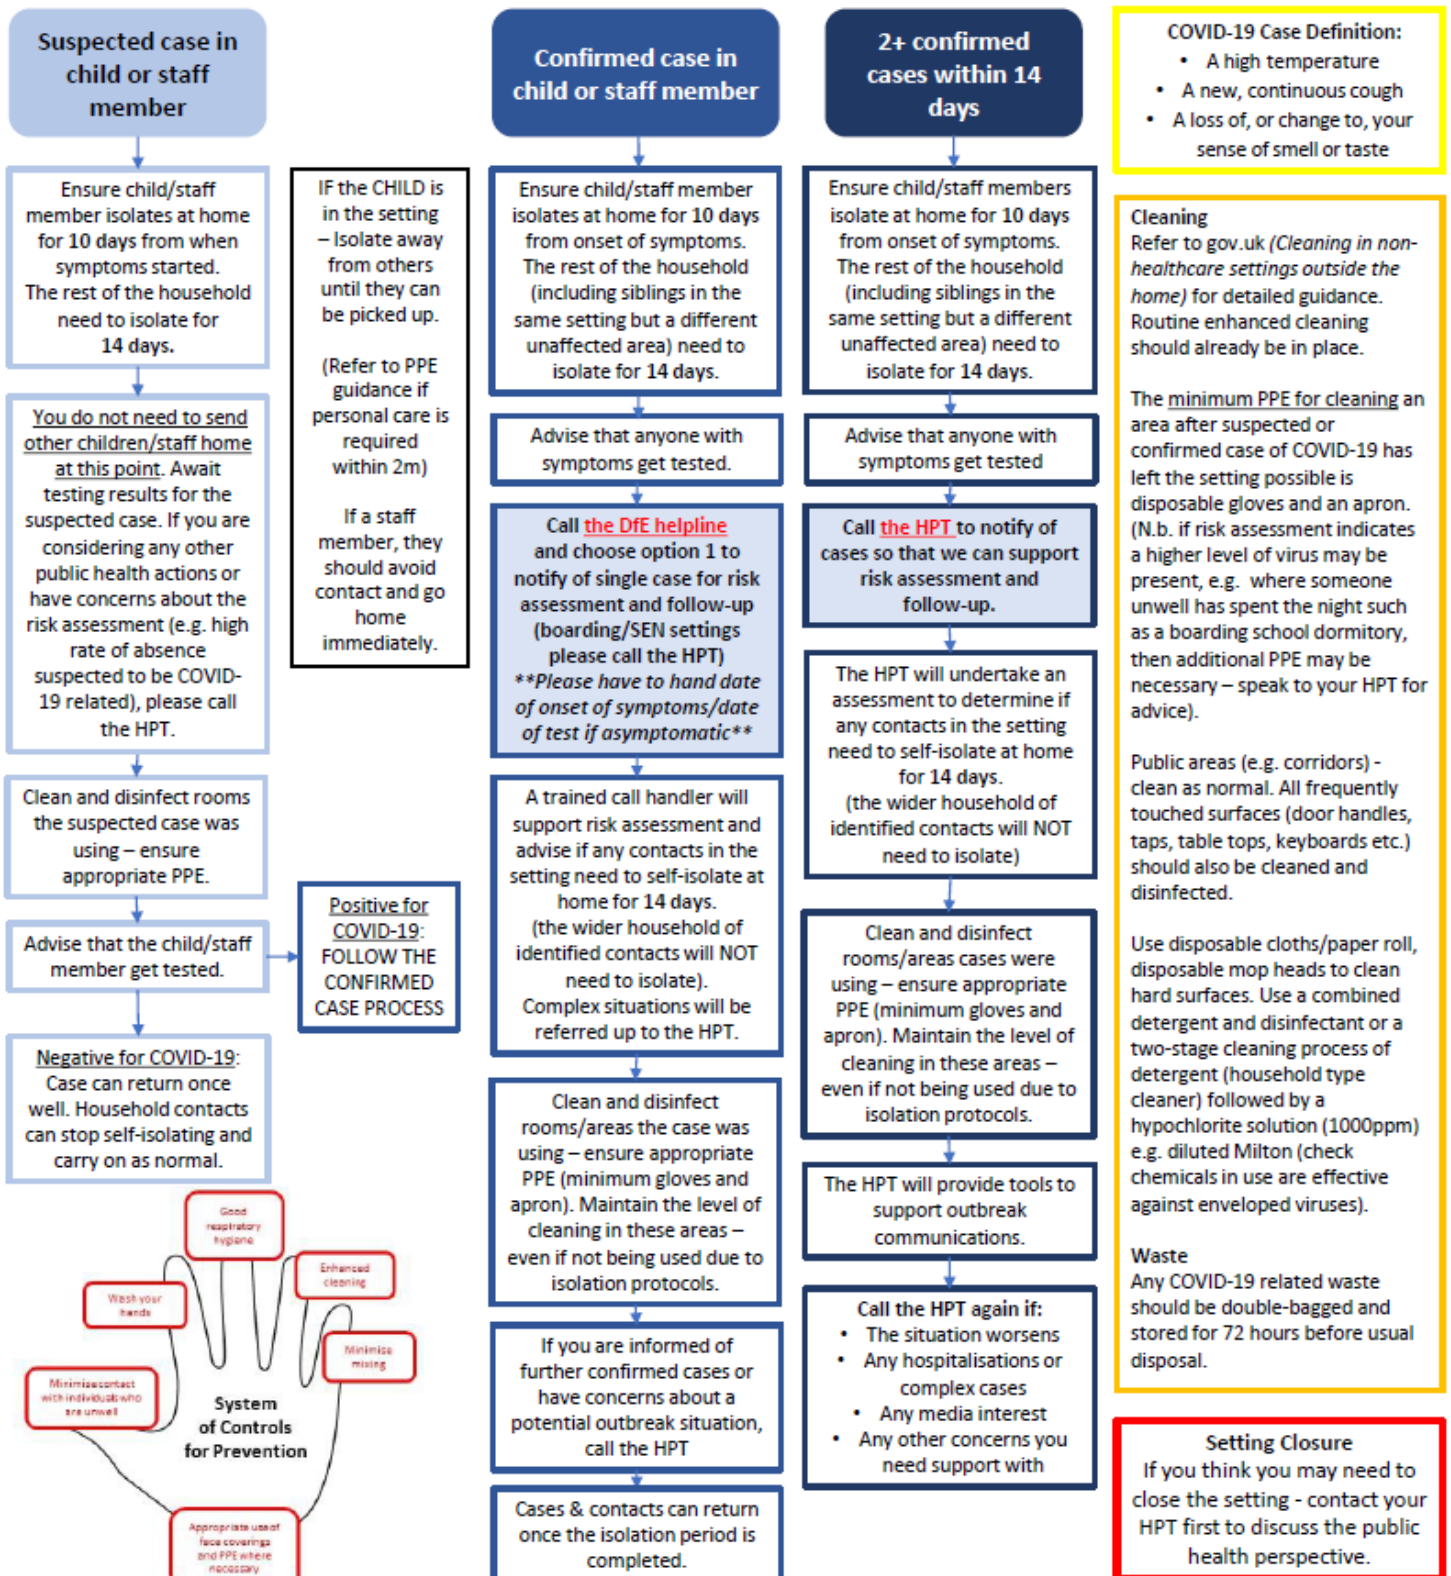 Suspected case in
child or staff
member
Ensure child/staff
member isolates at home
for 10 days from when
symptoms started.
The rest of the household
need to isolate for
14 days.
You do not need to send
other children/staff home
at this point. Await
testing results for the
suspected case. If you are
considering any other
public health actions or
have concerns about the
risk assessment (e.g. high
rate of absence
suspected to be COVID-
19 related), please call
the HPT.
Clean and disinfect rooms
the suspected case was
using – ensure
appropriate PPE.
Advise that the child/staff
member get tested.
Negative for COVID-19:
Case can return once
well. Household contacts
can stop self-isolating and
carry on as normal.
IF the CHILD is
in the setting
– Isolate away
from others
until they can
be picked up.
(Refer to PPE
guidance if
personal care is
required
within 2m)
If a staff
member, they
should avoid
contact and go
home
immediately.
Positive for
COVID-19:
FOLLOW THE
CONFIRMED
CASE PROCESS
Good
respiratory
hygiene
Enhanced
cleaning
Wash your
hands
Minimise
mixing
Minimise contact
with individuals who
are unwell
System
of Controls
for Prevention
Appropriate use of
face coverings
and PPE where
necessary
Confirmed case in
child or staff member
Ensure child/staff member
isolates at home for 10 days
from onset of symptoms.
The rest of the household
(including siblings in the
same setting but a different
unaffected area) need to
isolate for 14 days.
Advise that anyone with
symptoms get tested.
Call the DfE helpline
and choose option 1 to
notify of single case for risk
assessment and follow-up
(boarding/SEN settings
please call the HPT)
**Please have to hand date
of onset of symptoms/date
of test if asymptomatic**
A trained call handler will
support risk assessment and
advise if any contacts in the
setting need to self-isolate at
home for 14 days.
(the wider household of
identified contacts will NOT
need to isolate).
Complex situations will be
referred up to the HPT.
Clean and disinfect
rooms/areas the case was
using – ensure appropriate
PPE (minimum gloves and
apron). Maintain the level of
cleaning in these areas –
even if not being used due to
isolation protocols.
If you are informed of
further confirmed cases or
have concerns about a
potential outbreak situation,
call the HPT
Cases & contacts can return
once the isolation period is
completed.
2+ confirmed
cases within 14
days
Ensure child/staff members
isolate at home for 10 days
from onset of symptoms.
The rest of the household
(including siblings in the
same setting but a different
unaffected area) need to
isolate for 14 days.
Advise that anyone with
symptoms get tested
Call the HPT to notify of
cases so that we can support
risk assessment and
follow-up.
The HPT will undertake an
assessment to determine if
any contacts in the setting
need to self-isolate at home
for 14 days.
(the wider household of
identified contacts will NOT
need to isolate)
Clean and disinfect
rooms/areas cases were
using – ensure appropriate
PPE (minimum gloves and
apron). Maintain the level of
cleaning in these areas –
even if not being used due to
isolation protocols.
The HPT will provide tools to
support outbreak
communications.
Call the HPT again if:
• The situation worsens
• Any hospitalisations or
complex cases
• Any media interest
• Any other concerns you
need support with
COVID-19 Case Definition:
• A high temperature
• A new, continuous cough
• A loss of, or change to, your
sense of smell or taste
Cleaning
Refer to gov.uk (Cleaning in non-
healthcare settings outside the
home) for detailed guidance.
Routine enhanced cleaning
should already be in place.
The minimum PPE for cleaning an
area after suspected or
confirmed case of COVID-19 has
left the setting possible is
disposable gloves and an apron.
(N.b. if risk assessment indicates
a higher level of virus may be
present, e.g. where someone
unwell has spent the night such
as a boarding school dormitory,
then additional PPE may be
necessary – speak to your HPT for
advice).
Public areas (e.g. corridors) -
clean as normal. All frequently
touched surfaces (door handles,
taps, table tops, keyboards etc.)
should also be cleaned and
disinfected.
Use disposable cloths/paper roll,
disposable mop heads to clean
hard surfaces. Use a combined
detergent and disinfectant or a
two-stage cleaning process of
detergent (household type
cleaner) followed by a
hypochlorite solution (1000ppm)
e.g. diluted Milton (check
chemicals in use are effective
against enveloped viruses).
Waste
Any COVID-19 related waste
should be double-bagged and
stored for 72 hours before usual
disposal.
Setting Closure
If you think you may need to
close the setting - contact your
HPT first to discuss the public
health perspective.